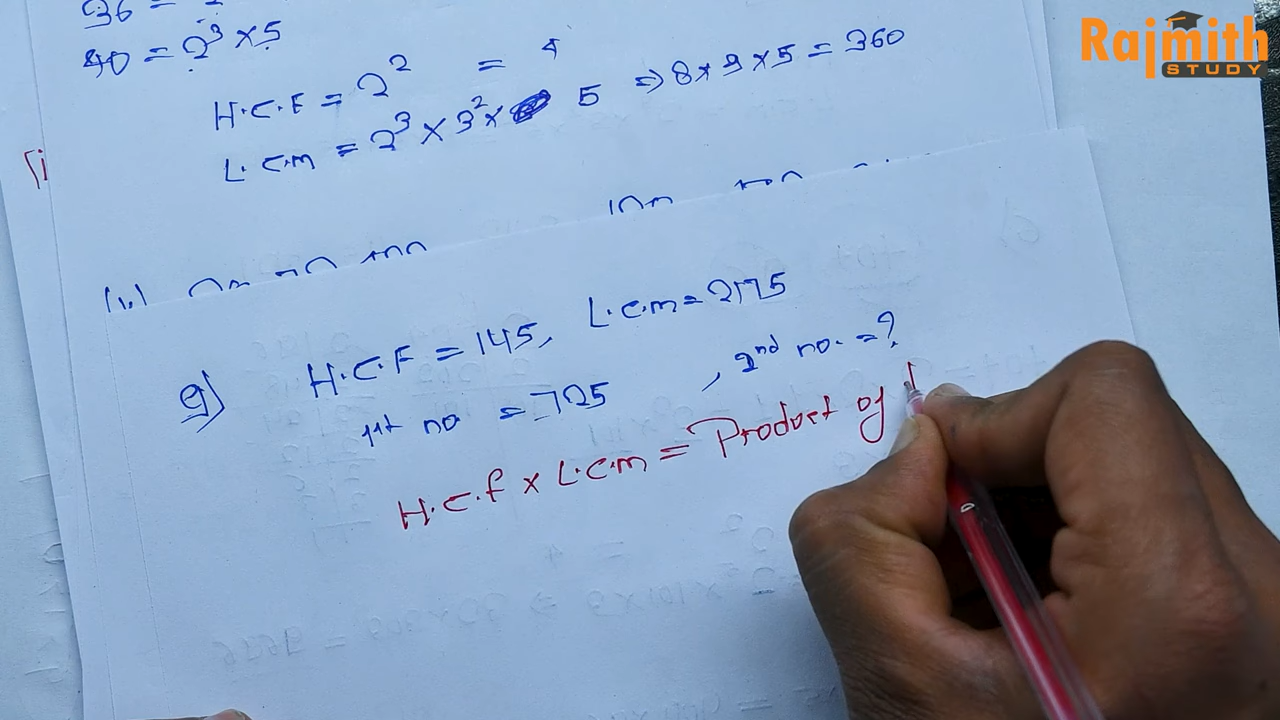 Rajmith
STUDY
36 =
40 = 2³ × 5
H.C.F = 2² = 4
L.C.M = 2³ × 3² × 5 ⇒ 8 × 9 × 5 = 360
9) H.C.F = 145, L.C.M = 2175
1st no = 725 , 2nd no. = ?
H.C.f × L.C.M = Product of